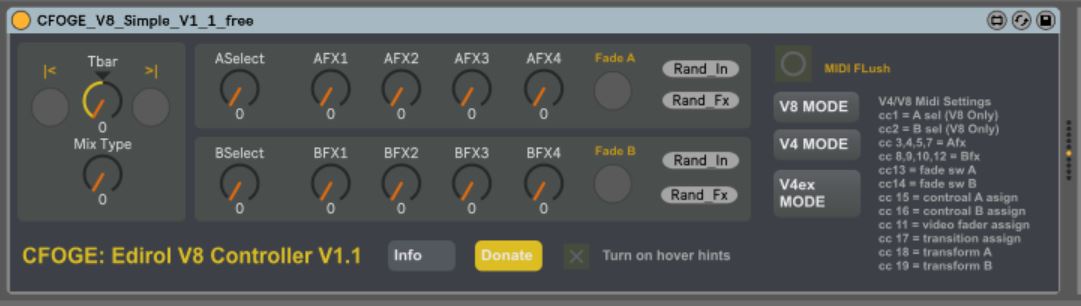 CFOGE_V8_Simple_V1_1_free
|< Tbar >|
0
Mix Type
0
ASelect AFX1 AFX2 AFX3 AFX4 Fade A
0 0 0 0 0
Rand_In
Rand_Fx
BSelect BFX1 BFX2 BFX3 BFX4 Fade B
0 0 0 0 0
Rand_In
Rand_Fx
MIDI FLush
V8 MODE
V4 MODE
V4ex
MODE
V4/V8 Midi Settings
cc1 = A sel (V8 Only)
cc2 = B sel (V8 Only)
cc 3,4,5,7 = Afx
cc 8,9,10,12 = Bfx
cc13 = fade sw A
cc14 = fade sw B
cc 15 = controal A asign
cc 16 = controal B assign
cc 11 = video fader assign
cc 17 = transition assign
cc 18 = transform A
cc 19 = transform B
CFOGE: Edirol V8 Controller V1.1
Info
Donate
Turn on hover hints